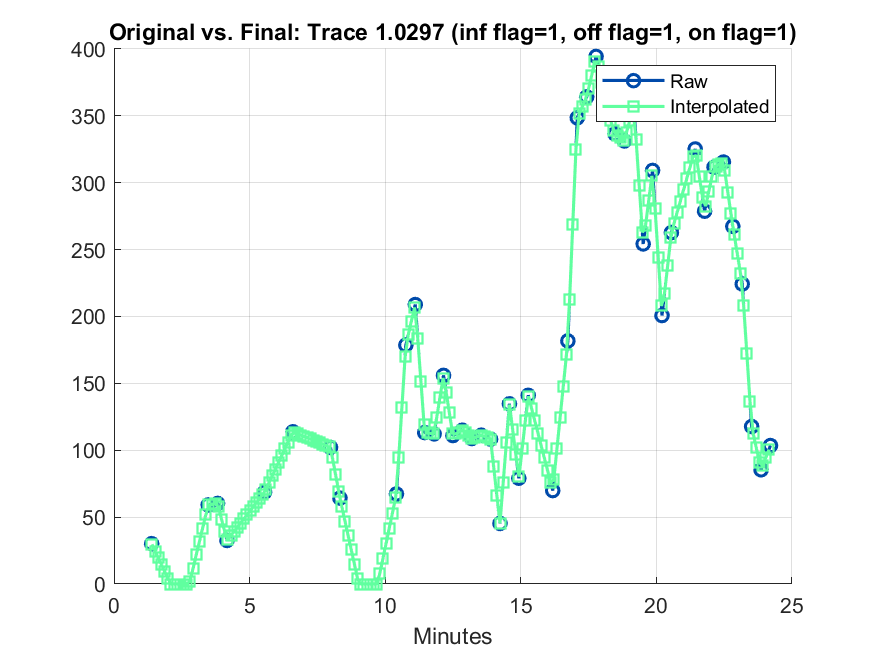 Original vs. Final: Trace 1.0297 (inf flag=1, off flag=1, on flag=1)
400
350
300
250
200
150
100
50
0
Raw
Interpolated
0 5 10 15 20 25
Minutes